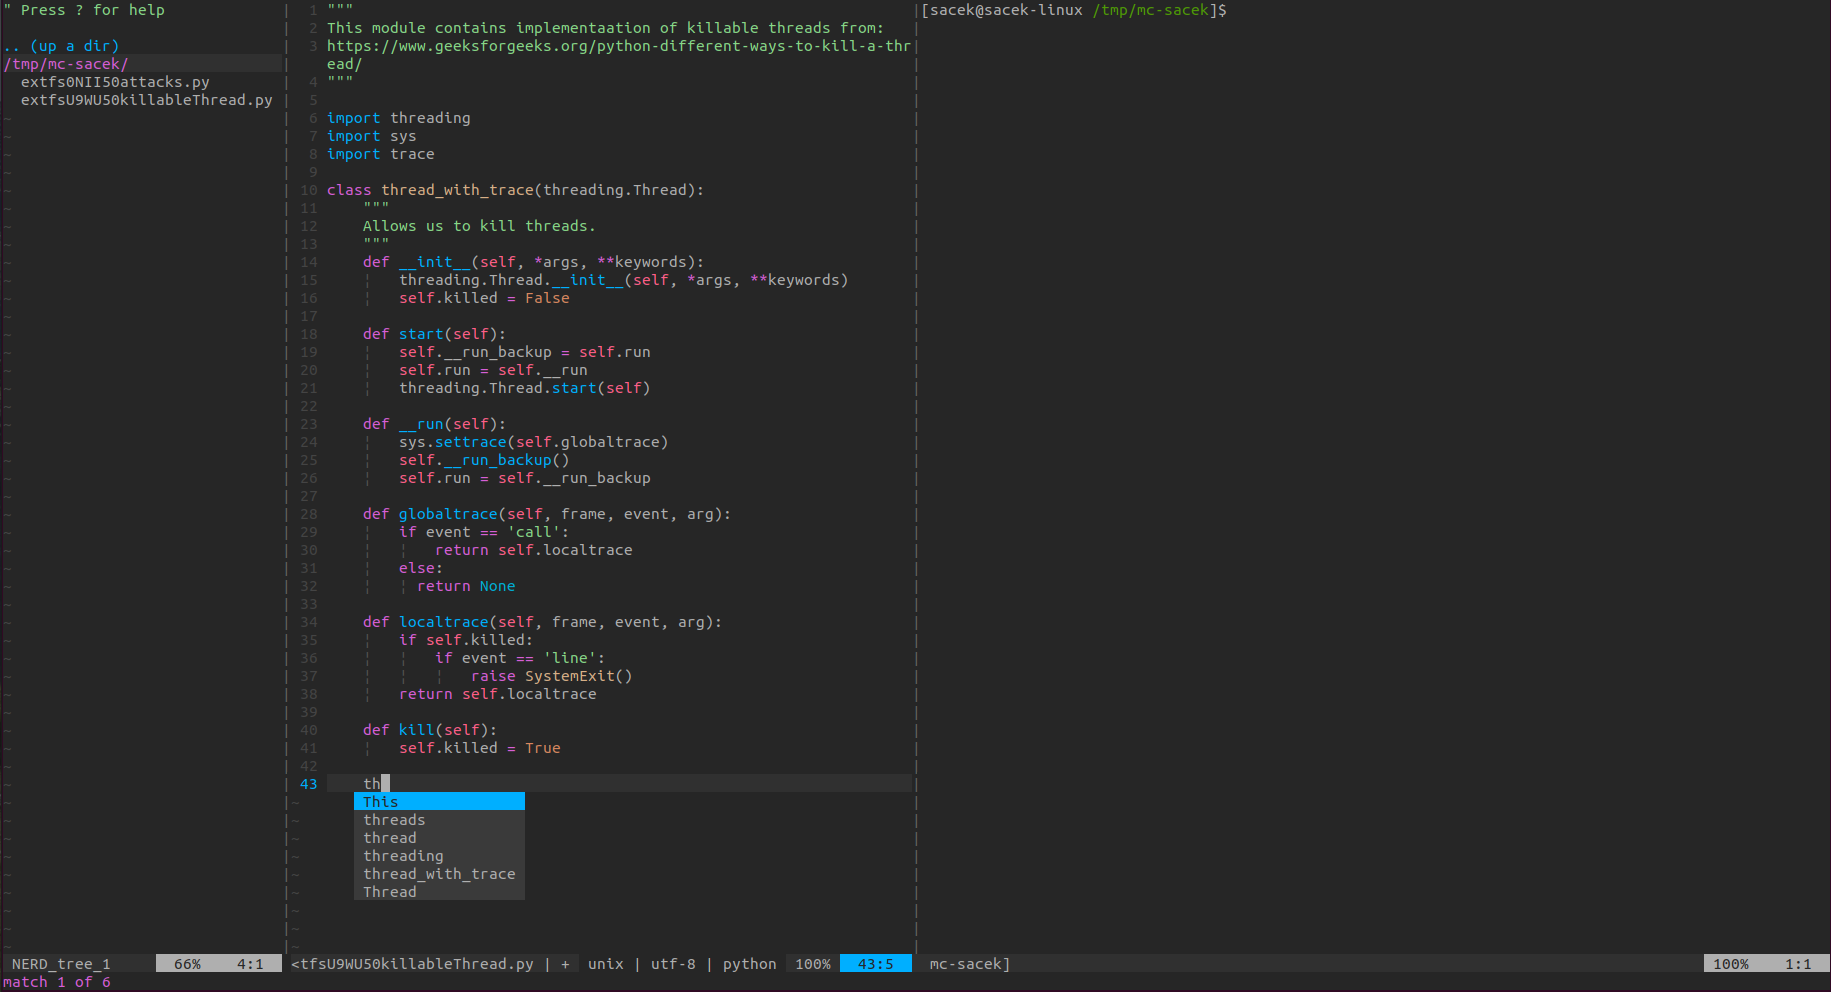 " Press ? for help
.. (up a dir)
/tmp/mc-sacek/
extfs0NII50attacks.py
extfsU9WU50killableThread.py
NERD_tree_1 66% 4:1
1 """
2 This module contains implementaation of killable threads from:
3 https://www.geeksforgeeks.org/python-different-ways-to-kill-a-thr
ead/
4 """
5
6 import threading
7 import sys
8 import trace
9
10 class thread_with_trace(threading.Thread):
11 """
12 Allows us to kill threads.
13 """
14 def __init__(self, *args, **keywords):
15 threading.Thread.__init__(self, *args, **keywords)
16 self.killed = False
17
18 def start(self):
19 self.__run_backup = self.run
20 self.run = self.__run
21 threading.Thread.start(self)
22
23 def __run(self):
24 sys.settrace(self.globaltrace)
25 self.__run_backup()
26 self.run = self.__run_backup
27
28 def globaltrace(self, frame, event, arg):
29 if event == 'call':
30 return self.localtrace
31 else:
32 return None
33
34 def localtrace(self, frame, event, arg):
35 if self.killed:
36 if event == 'line':
37 raise SystemExit()
38 return self.localtrace
39
40 def kill(self):
41 self.killed = True
42
43 th
This
threads
thread
threading
thread_with_trace
Thread
<tfsU9WU50killableThread.py | + unix | utf-8 | python 100% 43:5
[sacek@sacek-linux /tmp/mc-sacek]$
mc-sacek] 100% 1:1
match 1 of 6